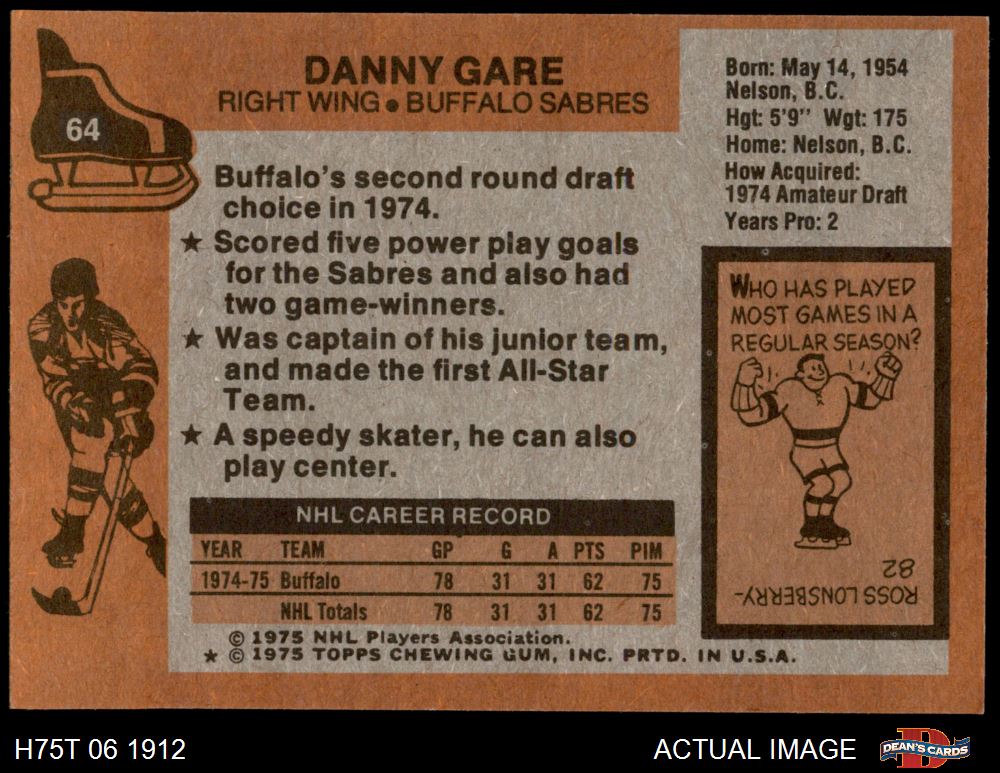 64
DANNY GARE
RIGHT WING ● BUFFALO SABRES
Buffalo's second round draft
choice in 1974.
★ Scored five power play goals
for the Sabres and also had
two game-winners.
★ Was captain of his junior team,
and made the first All-Star
Team.
★ A speedy skater, he can also
play center.
NHL CAREER RECORD
YEAR TEAM GP G A PTS PIM
1974-75 Buffalo 78 31 31 62 75
NHL Totals 78 31 31 62 75
© 1975 NHL Players Association.
★ © 1975 TOPPS CHEWING GUM, INC. PRTD. IN U.S.A.
Born: May 14, 1954
Nelson, B.C.
Hgt: 5'9" Wgt: 175
Home: Nelson, B.C.
How Acquired:
1974 Amateur Draft
Years Pro: 2
WHO HAS PLAYED
MOST GAMES IN A
REGULAR SEASON?
ROSS LONSBERRY-
82
H75T 06 1912
ACTUAL IMAGE
DEAN'S CARDS